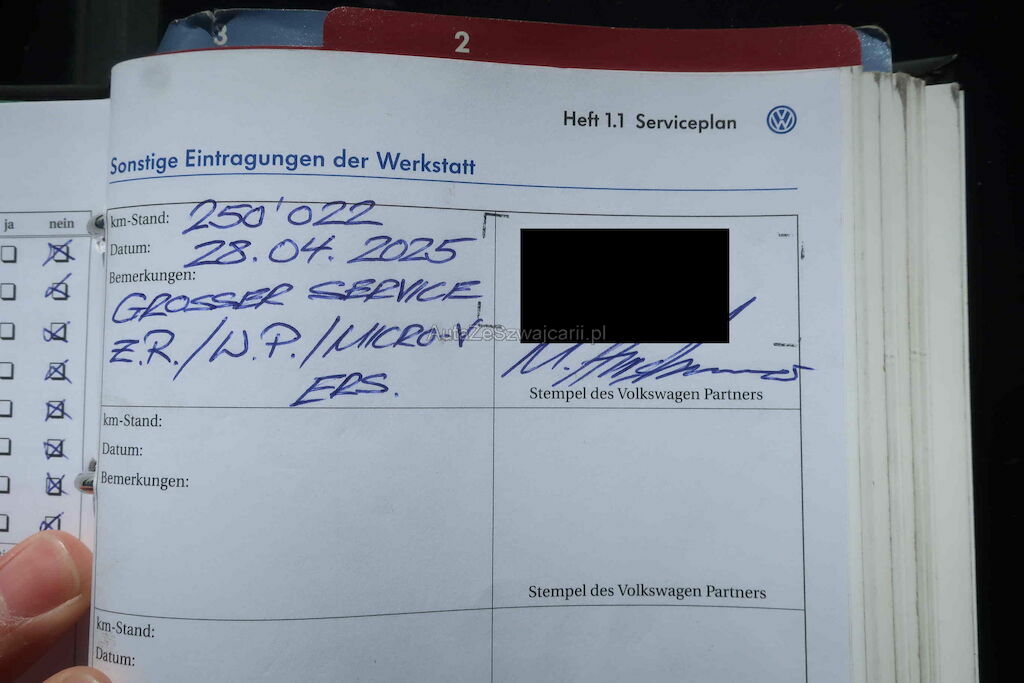 3
2
Heft 1.1 Serviceplan
Sonstige Eintragungen der Werkstatt
ja nein
km-Stand: 250'022
Datum: 28.04.2025
Bemerkungen:
GROSSER SERVICE
Z.R./W.P./MICRO-V
ERS.
AutaZeSzwajcarii.pl
M.
Stempel des Volkswagen Partners
km-Stand:
Datum:
Bemerkungen:
Stempel des Volkswagen Partners
km-Stand:
Datum: